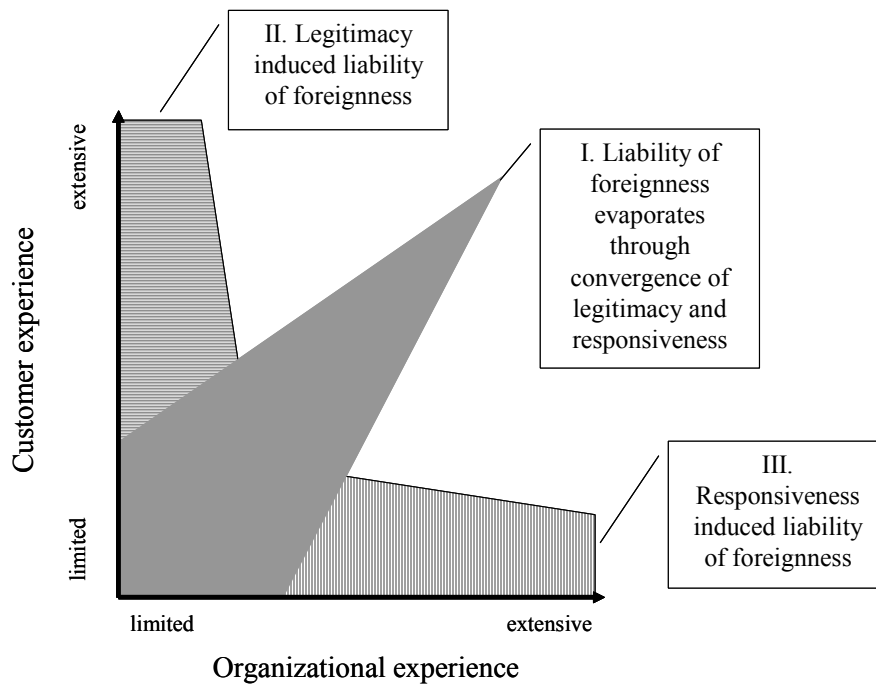 II. Legitimacy
induced liability
of foreignness
I. Liability of
foreignness
evaporates
through
convergence of
legitimacy and
responsiveness
III.
Responsiveness
induced liability
of foreignness
Customer experience
extensive
limited
limited
extensive
Organizational experience